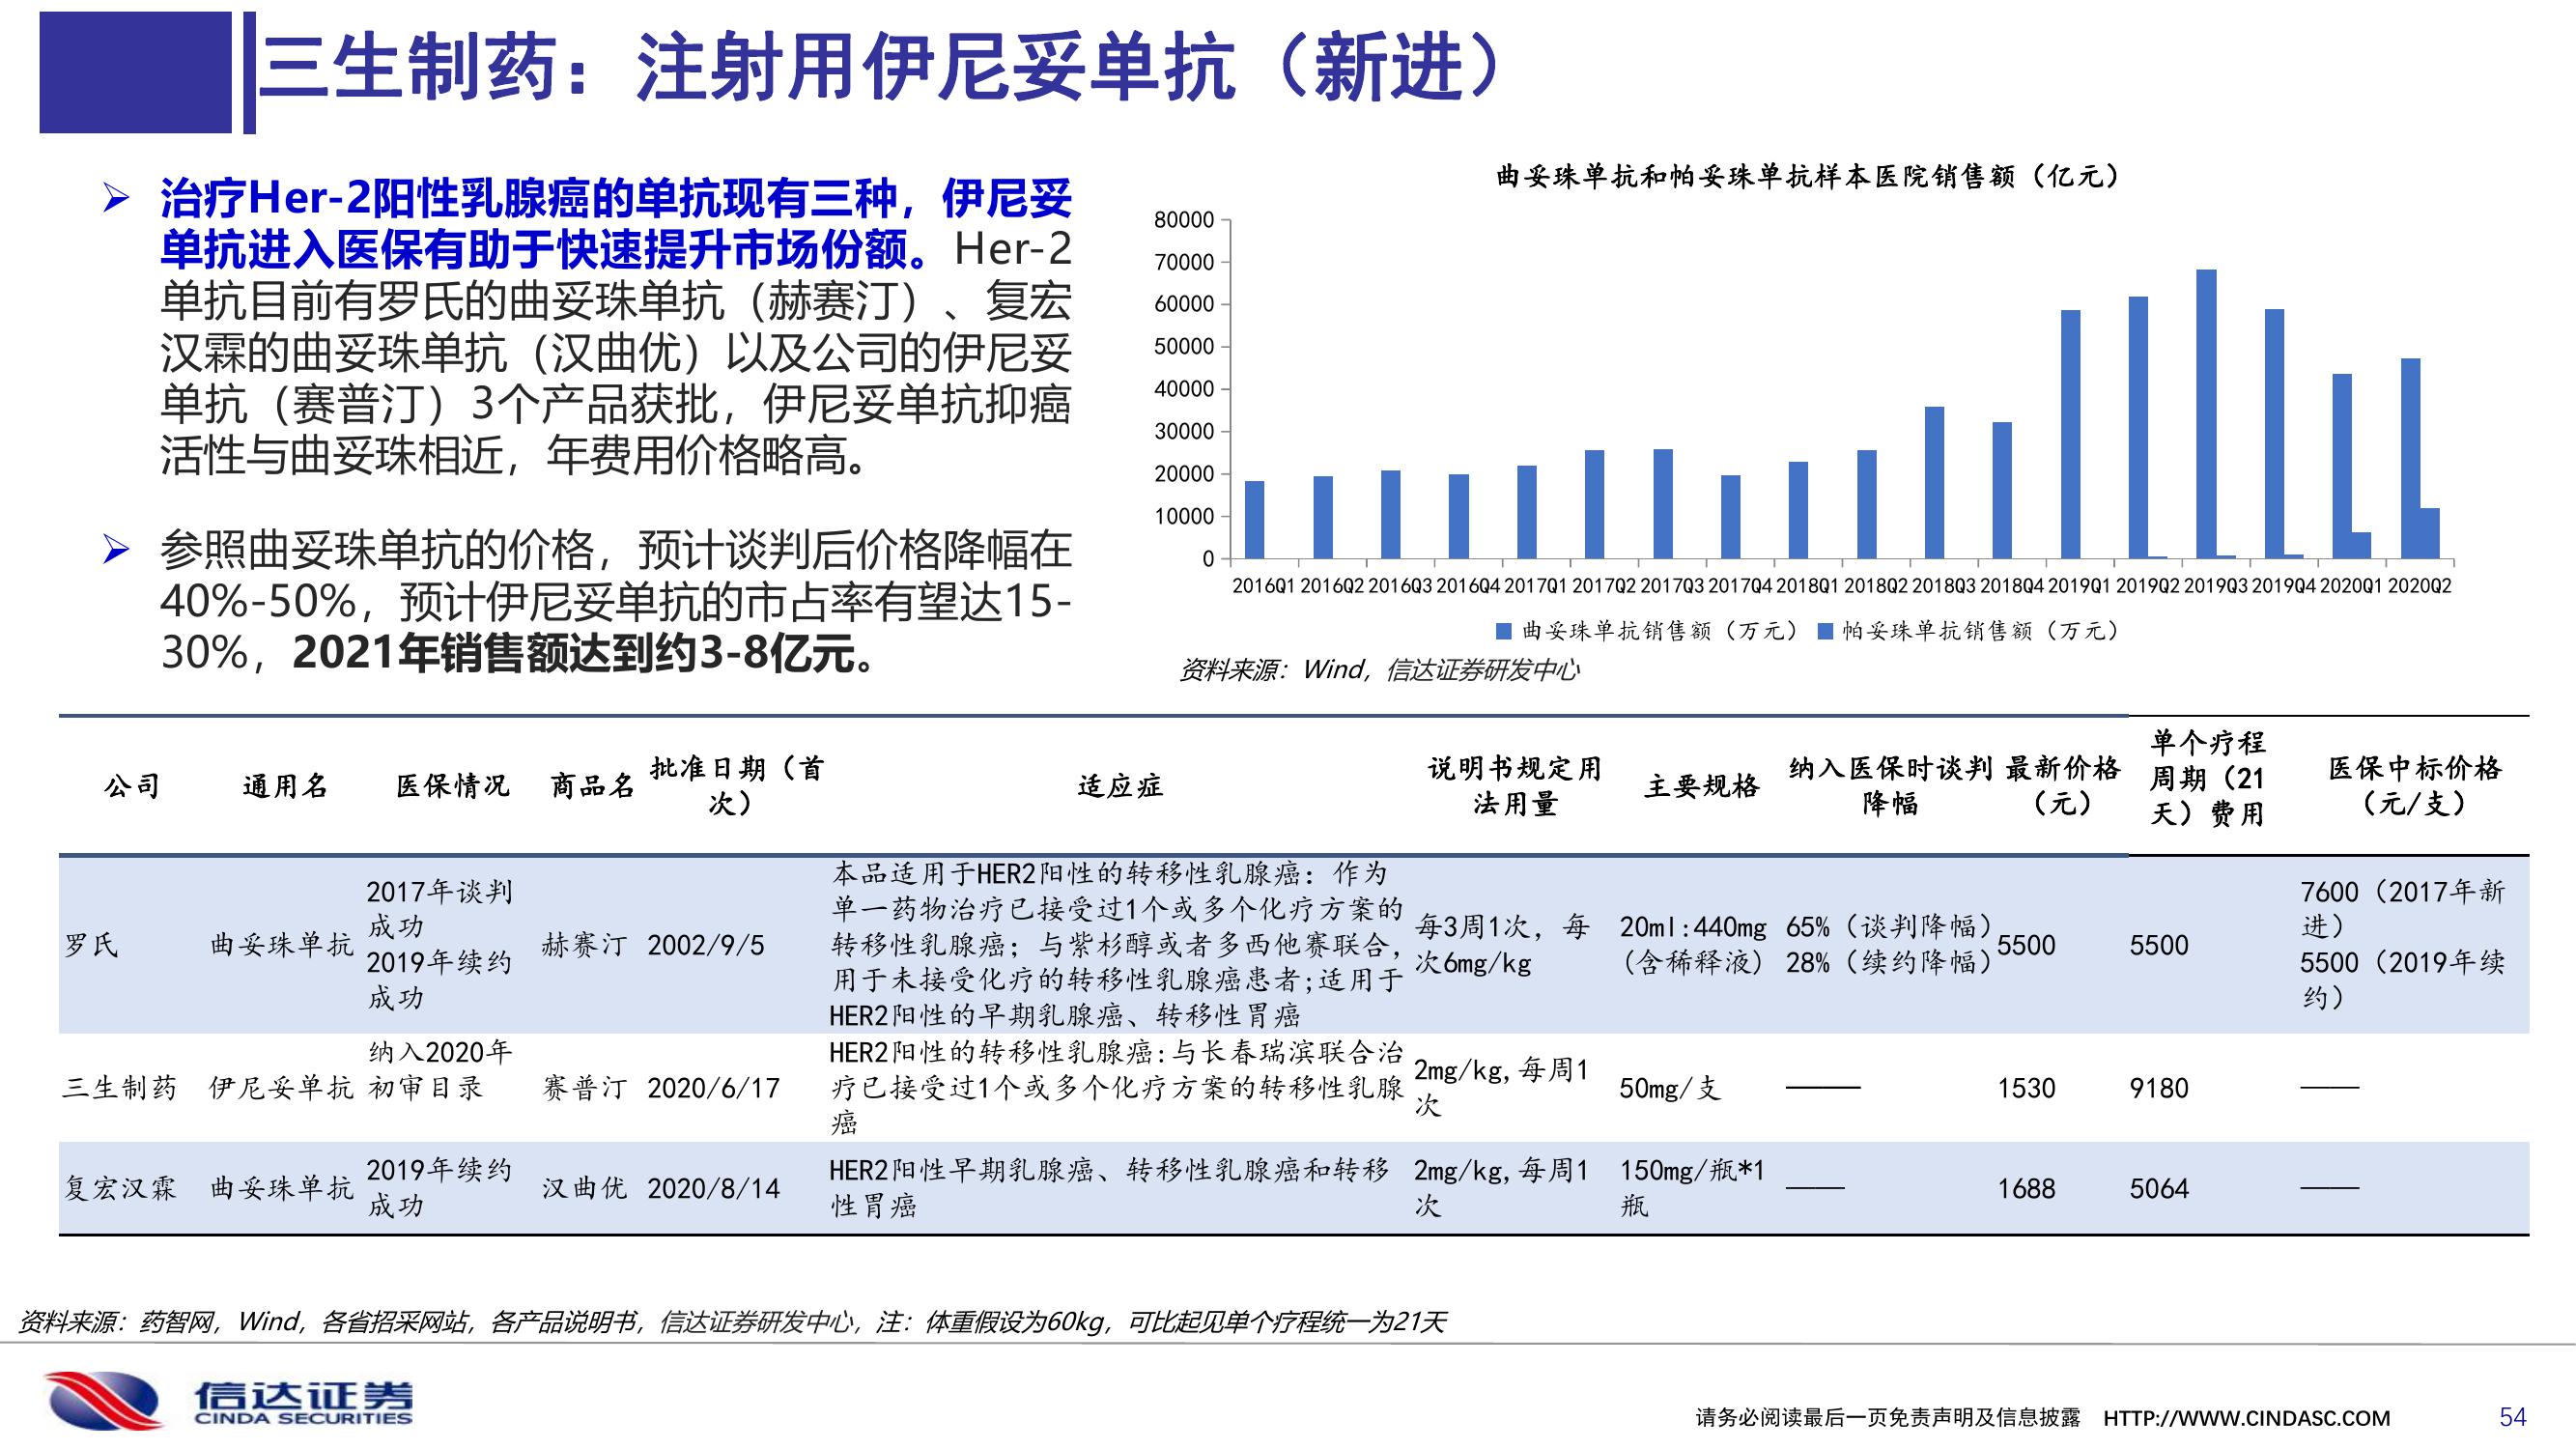 三生制药：注射用伊尼妥单抗（新进）
治疗Her-2阳性乳腺癌的单抗现有三种，伊尼妥
单抗进入医保有助于快速提升市场份额。Her-2
单抗目前有罗氏的曲妥珠单抗（赫赛汀）、复宏
汉霖的曲妥珠单抗（汉曲优）以及公司的伊尼妥
单抗（赛普汀）3个产品获批，伊尼妥单抗抑癌
活性与曲妥珠相近，年费用价格略高。
参照曲妥珠单抗的价格，预计谈判后价格降幅在
40%-50%，预计伊尼妥单抗的市占率有望达15-
30%，2021年销售额达到约3-8亿元。
曲妥珠单抗和帕妥珠单抗样本医院销售额（亿元）
80000
70000
60000
50000
40000
30000
20000
10000
0
2016Q1 2016Q2 2016Q3 2016Q4 2017Q1 2017Q2 2017Q3 2017Q4 2018Q1 2018Q2 2018Q3 2018Q4 2019Q1 2019Q2 2019Q3 2019Q4 2020Q1 2020Q2
曲妥珠单抗销售额（万元） 帕妥珠单抗销售额（万元）
资料来源：Wind，信达证券研发中心
公司
通用名
医保情况
商品名
批准日期（首
次）
适应症
说明书规定用
法用量
主要规格
纳入医保时谈判
降幅
最新价格
（元）
单个疗程
周期（21
天）费用
医保中标价格
（元/支）
罗氏
曲妥珠单抗
2017年谈判
成功
2019年续约
成功
赫赛汀
2002/9/5
本品适用于HER2阳性的转移性乳腺癌：作为
单一药物治疗已接受过1个或多个化疗方案的
转移性乳腺癌；与紫杉醇或者多西他赛联合，
用于未接受化疗的转移性乳腺癌患者;适用于
HER2阳性的早期乳腺癌、转移性胃癌
每3周1次，每
次6mg/kg
20ml:440mg
（含稀释液）
65%（谈判降幅）
28%（续约降幅）
5500
5500
7600（2017年新
进）
5500（2019年续
约）
三生制药
伊尼妥单抗
纳入2020年
初审目录
赛普汀
2020/6/17
HER2阳性的转移性乳腺癌:与长春瑞滨联合治
疗已接受过1个或多个化疗方案的转移性乳腺
癌
2mg/kg,每周1
次
50mg/支
——
1530
9180
——
复宏汉霖
曲妥珠单抗
2019年续约
成功
汉曲优
2020/8/14
HER2阳性早期乳腺癌、转移性乳腺癌和转移
性胃癌
2mg/kg,每周1
次
150mg/瓶*1
瓶
——
1688
5064
——
资料来源：药智网，Wind，各省招采网站，各产品说明书，信达证券研发中心，注：体重假设为60kg，可比起见单个疗程统一为21天
信达证券
CINDA SECURITIES
请务必阅读最后一页免责声明及信息披露 HTTP://WWW.CINDASC.COM
54